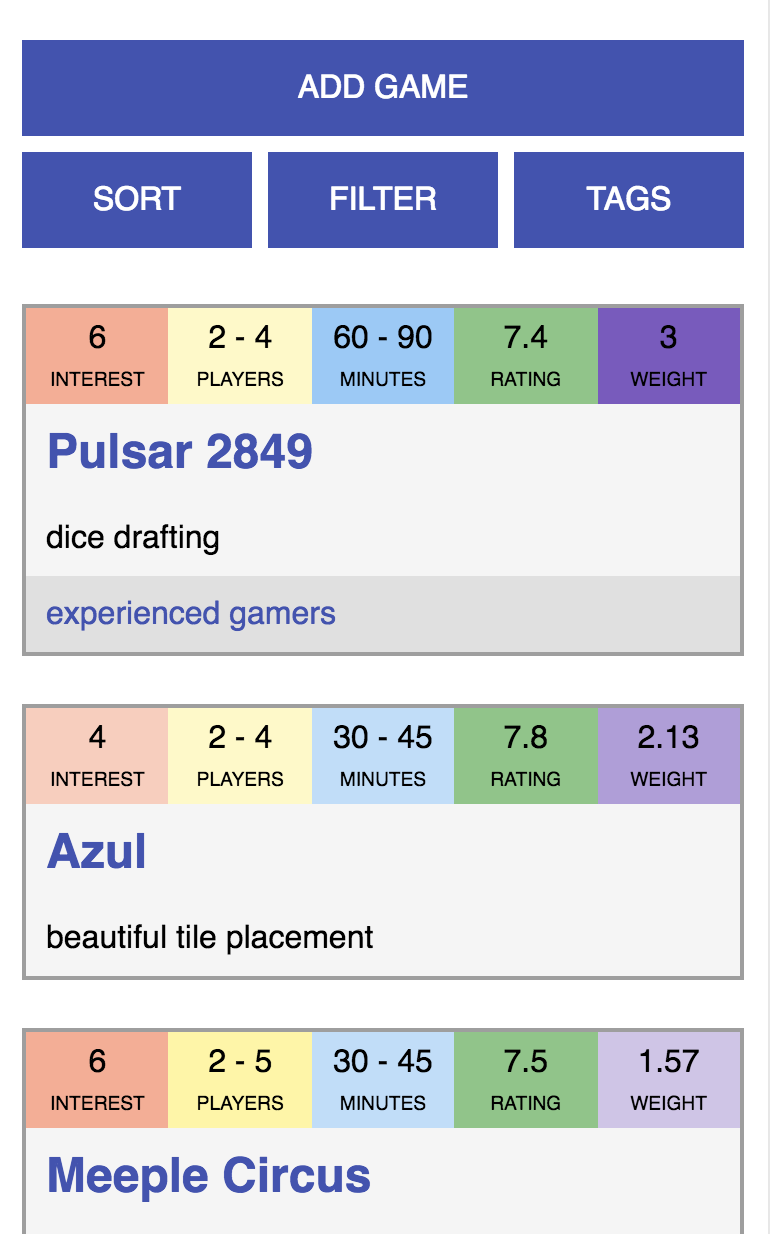 ADD GAME
SORT FILTER TAGS
6 2 - 4 60 - 90 7.4 3
INTEREST PLAYERS MINUTES RATING WEIGHT
Pulsar 2849
dice drafting
experienced gamers
4 2 - 4 30 - 45 7.8 2.13
INTEREST PLAYERS MINUTES RATING WEIGHT
Azul
beautiful tile placement
6 2 - 5 30 - 45 7.5 1.57
INTEREST PLAYERS MINUTES RATING WEIGHT
Meeple Circus